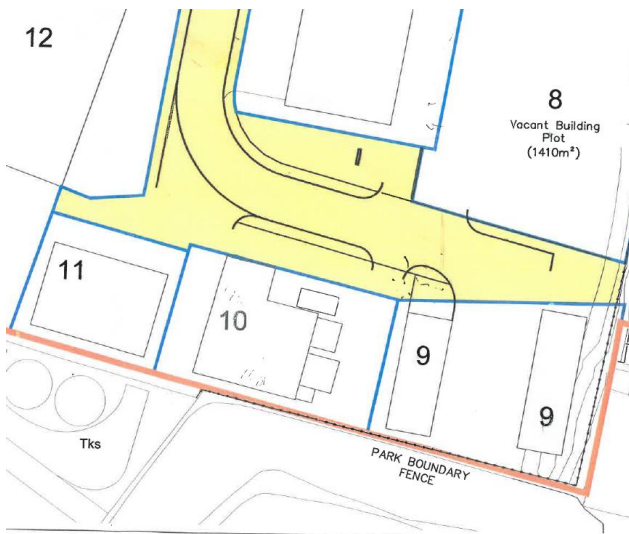 12
8
Vacant Building
Plot
(1410m²)
11
10
9
9
Tks
PARK BOUNDARY
FENCE